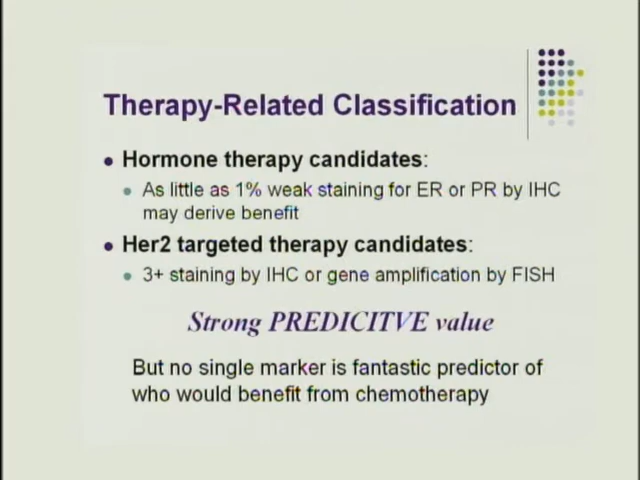 Therapy-Related Classification
Hormone therapy candidates:
As little as 1% weak staining for ER or PR by IHC
may derive benefit
Her2 targeted therapy candidates:
3+ staining by IHC or gene amplification by FISH
Strong PREDICITVE value
But no single marker is fantastic predictor of
who would benefit from chemotherapy